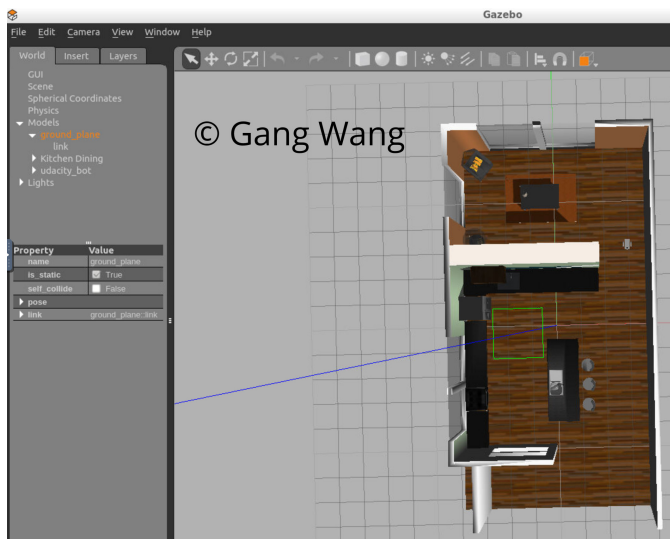 Gazebo
File Edit Camera View Window Help
World Insert Layers
GUI
Scene
Spherical Coordinates
Physics
Models
ground_plane
link
Kitchen Dining
udacity_bot
Lights
© Gang Wang
Property Value
name ground_plane
is_static True
self_collide False
pose
link ground_plane::link